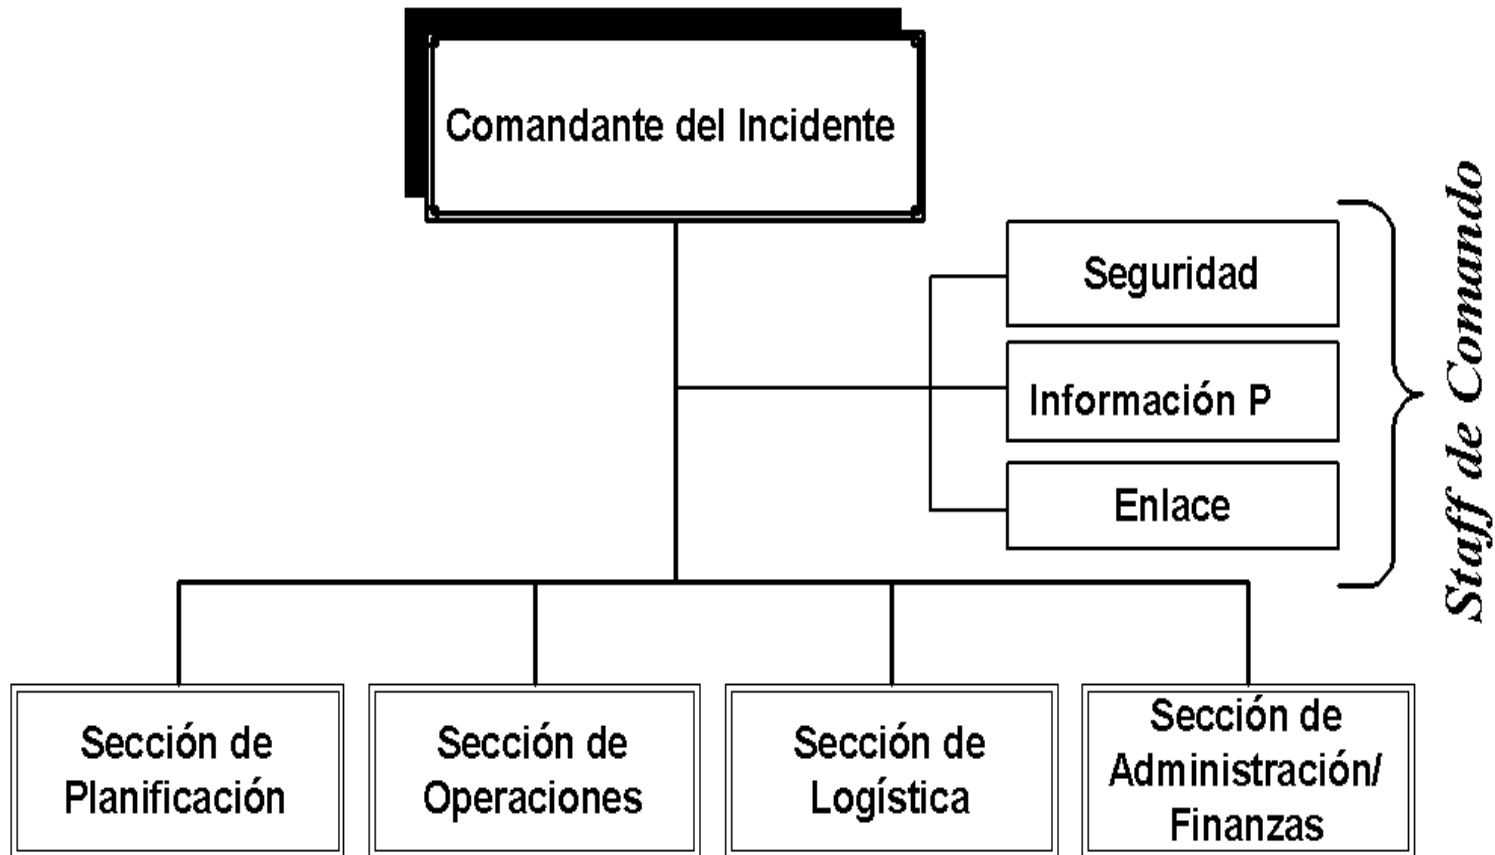 Comandante del Incidente
Seguridad
Información P
Enlace
Staff de Comando
Sección de
Planificación
Sección de
Operaciones
Sección de
Logística
Sección de
Administración/
Finanzas